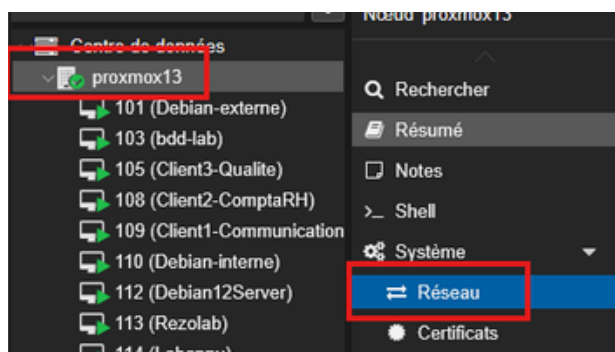 Centre de données
proxmox13
101 (Debian-externe)
103 (bdd-lab)
105 (Client3-Qualite)
108 (Client2-ComptaRH)
109 (Client1-Communication
110 (Debian-interne)
112 (Debian12Server)
113 (Rezolab)
Nœud 'proxmox13'
Rechercher
Résumé
Notes
>_ Shell
Système
Réseau
Certificats